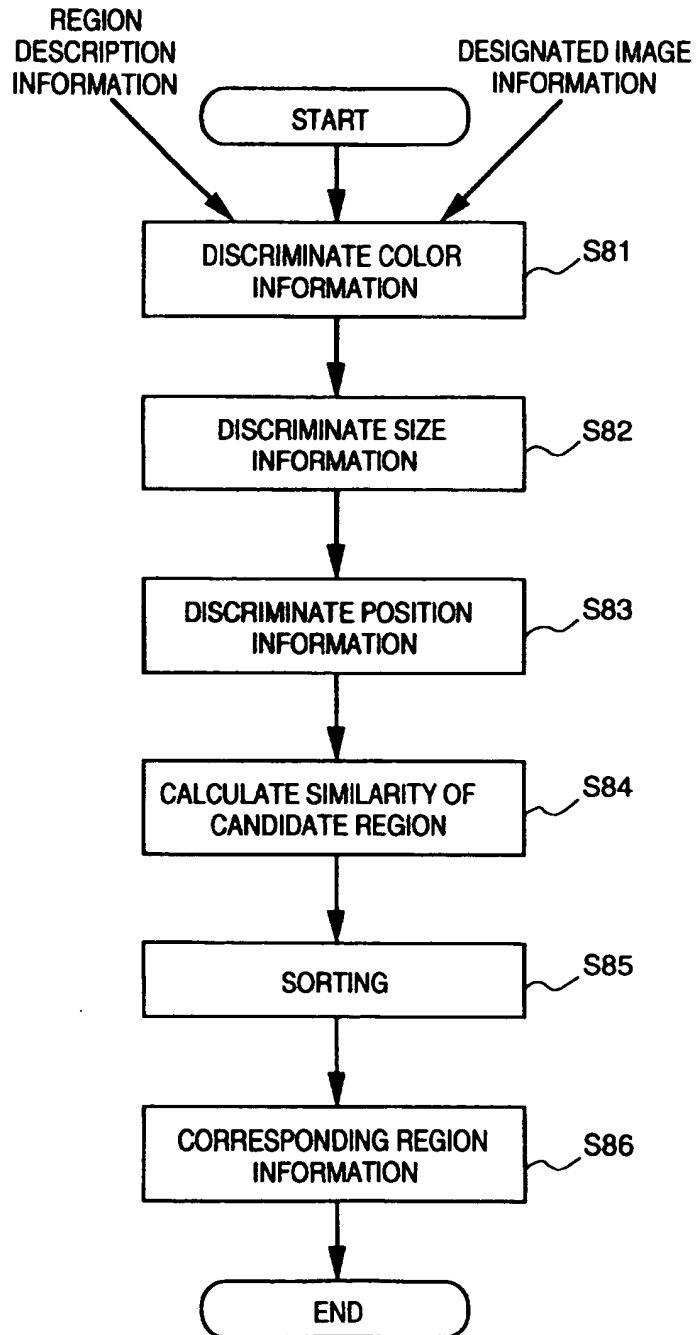 REGION
DESCRIPTION
INFORMATION
DESIGNATED IMAGE
INFORMATION
START
DISCRIMINATE COLOR
INFORMATION
S81
DISCRIMINATE SIZE
INFORMATION
S82
DISCRIMINATE POSITION
INFORMATION
S83
CALCULATE SIMILARITY OF
CANDIDATE REGION
S84
SORTING
S85
CORRESPONDING REGION
INFORMATION
S86
END